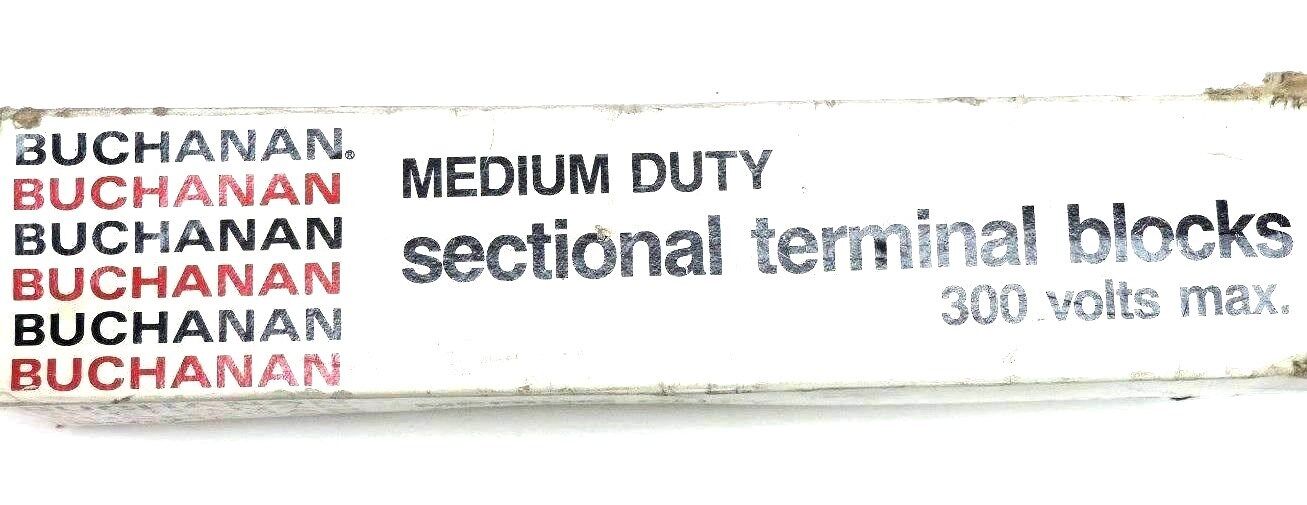 BUCHANAN®
BUCHANAN
BUCHANAN
BUCHANAN
BUCHANAN
BUCHANAN
MEDIUM DUTY
sectional terminal blocks
300 volts max.